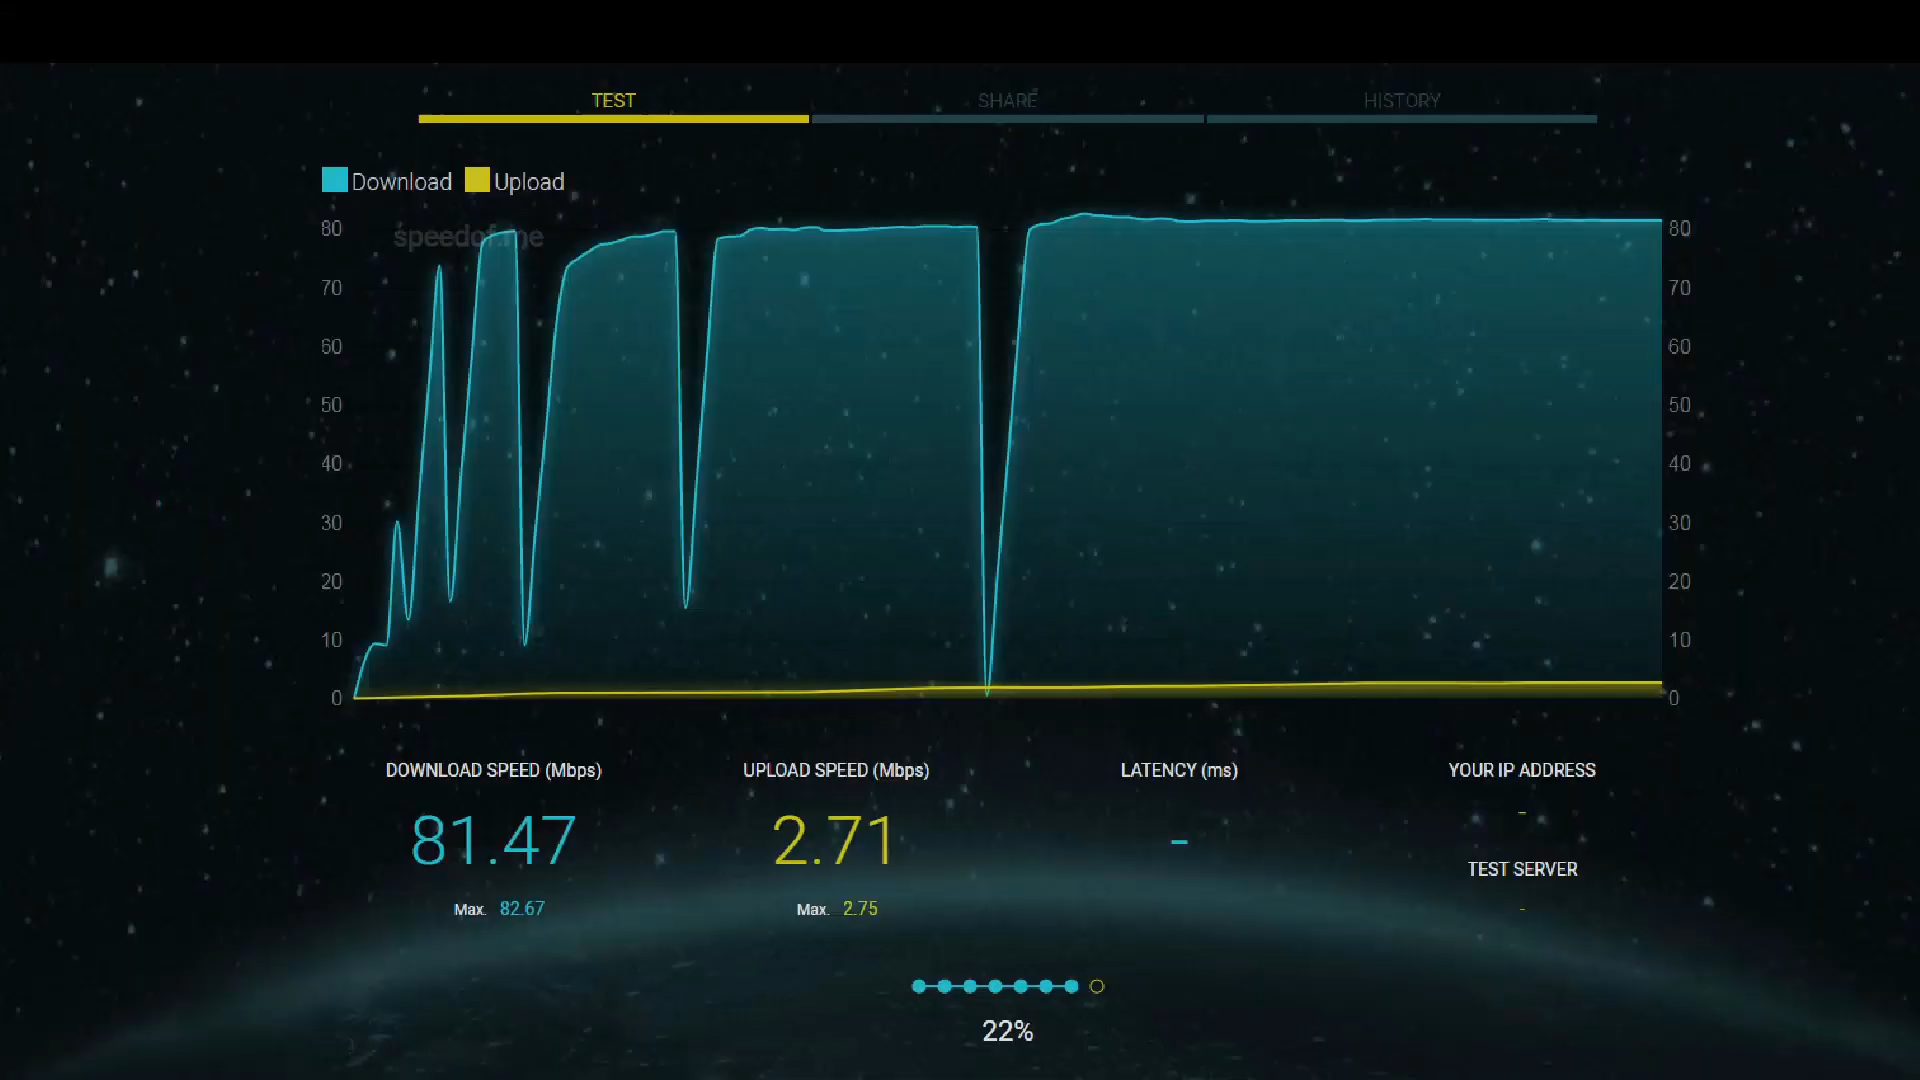 TEST SHARE HISTORY
Download Upload
speedof.me
80 80
70 70
60 60
50 50
40 40
30 30
20 20
10 10
0 0
DOWNLOAD SPEED (Mbps) UPLOAD SPEED (Mbps) LATENCY (ms) YOUR IP ADDRESS
-
81.47 2.71 -
TEST SERVER
Max. 82.67 Max. 2.75 -
22%